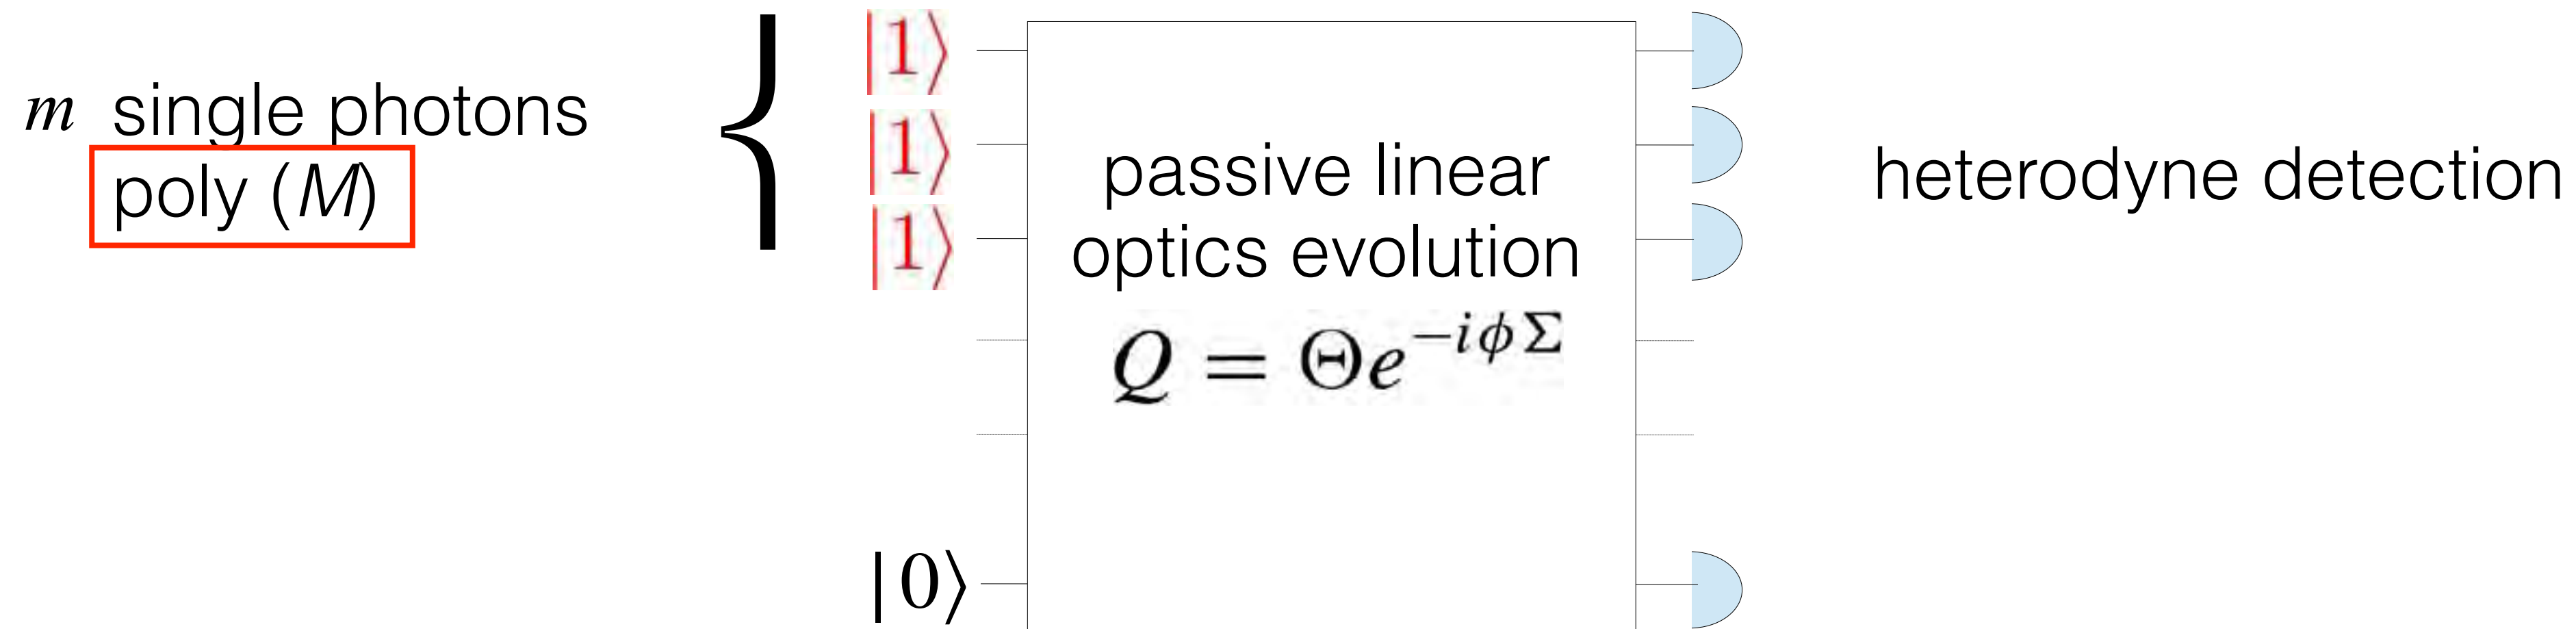 m single photons
poly (M)
|1⟩
|1⟩
|1⟩
|0⟩
passive linear
optics evolution
Q = Θe^{−iϕΣ}
heterodyne detection